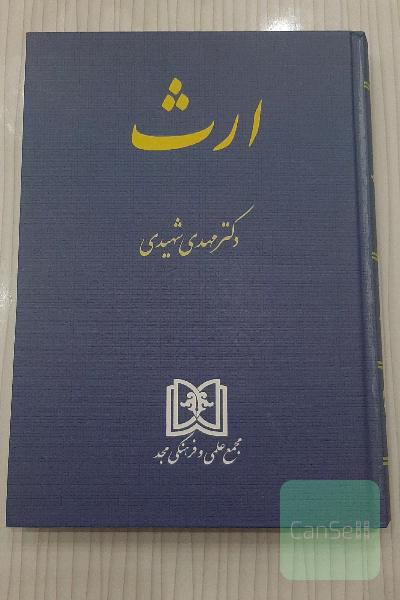 ارث
دکتر مهدی شهیدی
مجمع علمی و فرهنگی مجد
CanSell